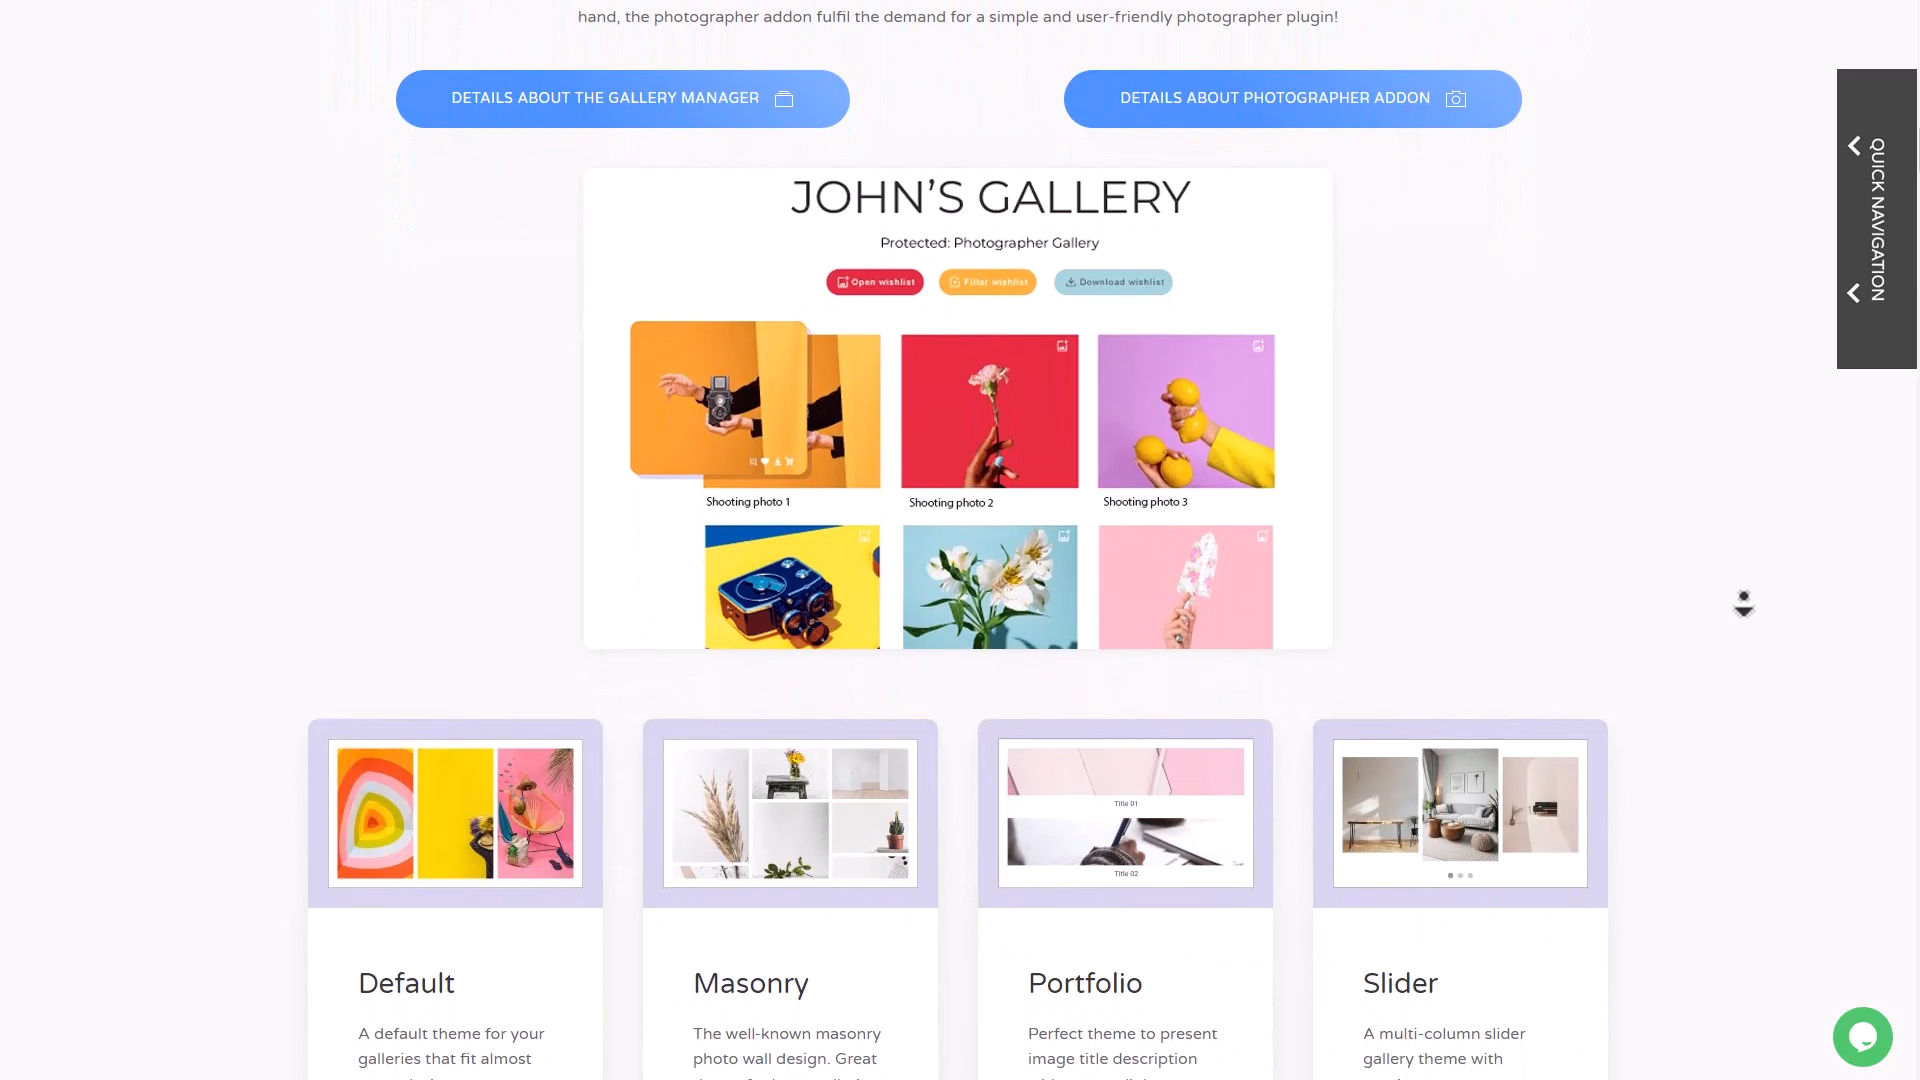 hand, the photographer addon fulfil the demand for a simple and user-friendly photographer plugin!
DETAILS ABOUT THE GALLERY MANAGER
DETAILS ABOUT PHOTOGRAPHER ADDON
QUICK NAVIGATION
JOHN'S GALLERY
Protected: Photographer Gallery
Open wishlist
Filter wishlist
Download wishlist
Shooting photo 1
Shooting photo 2
Shooting photo 3
Title 01
Title 02
Default
A default theme for your
galleries that fit almost
Masonry
The well-known masonry
photo wall design. Great
Portfolio
Perfect theme to present
image title description
Slider
A multi-column slider
gallery theme with